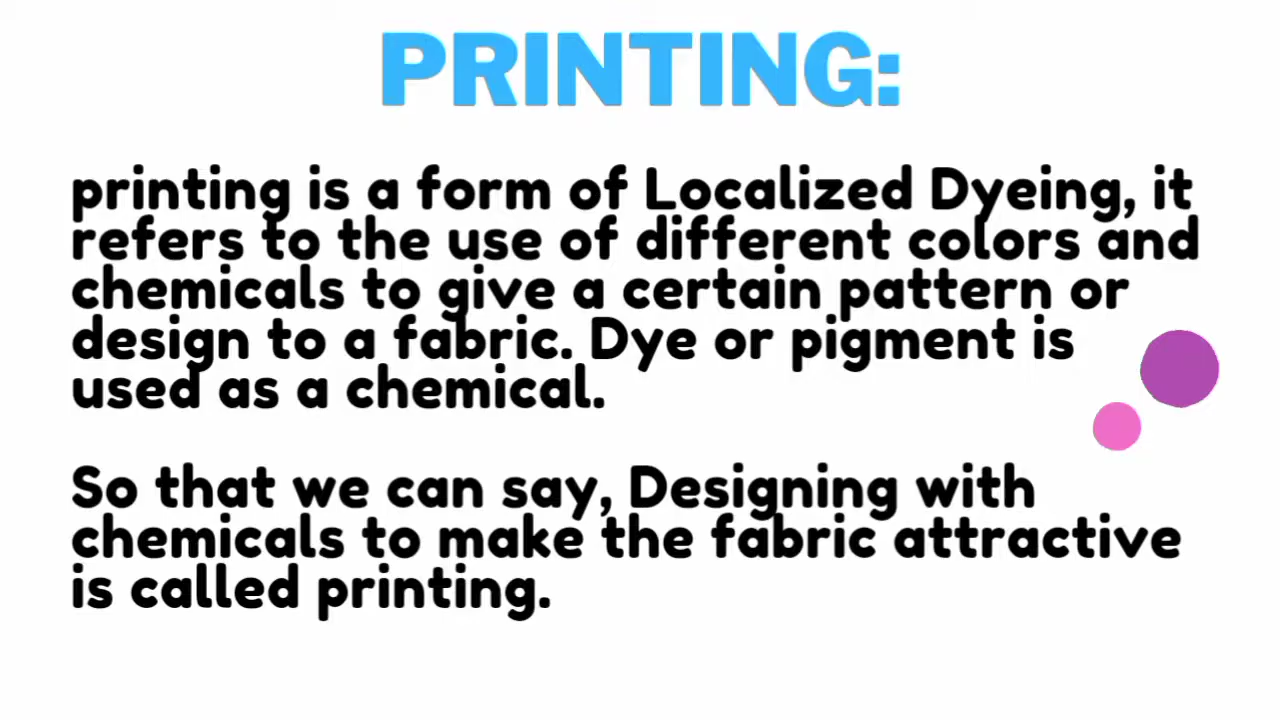 PRINTING:
printing is a form of Localized Dyeing, it
refers to the use of different colors and
chemicals to give a certain pattern or
design to a fabric. Dye or pigment is
used as a chemical.
So that we can say, Designing with
chemicals to make the fabric attractive
is called printing.